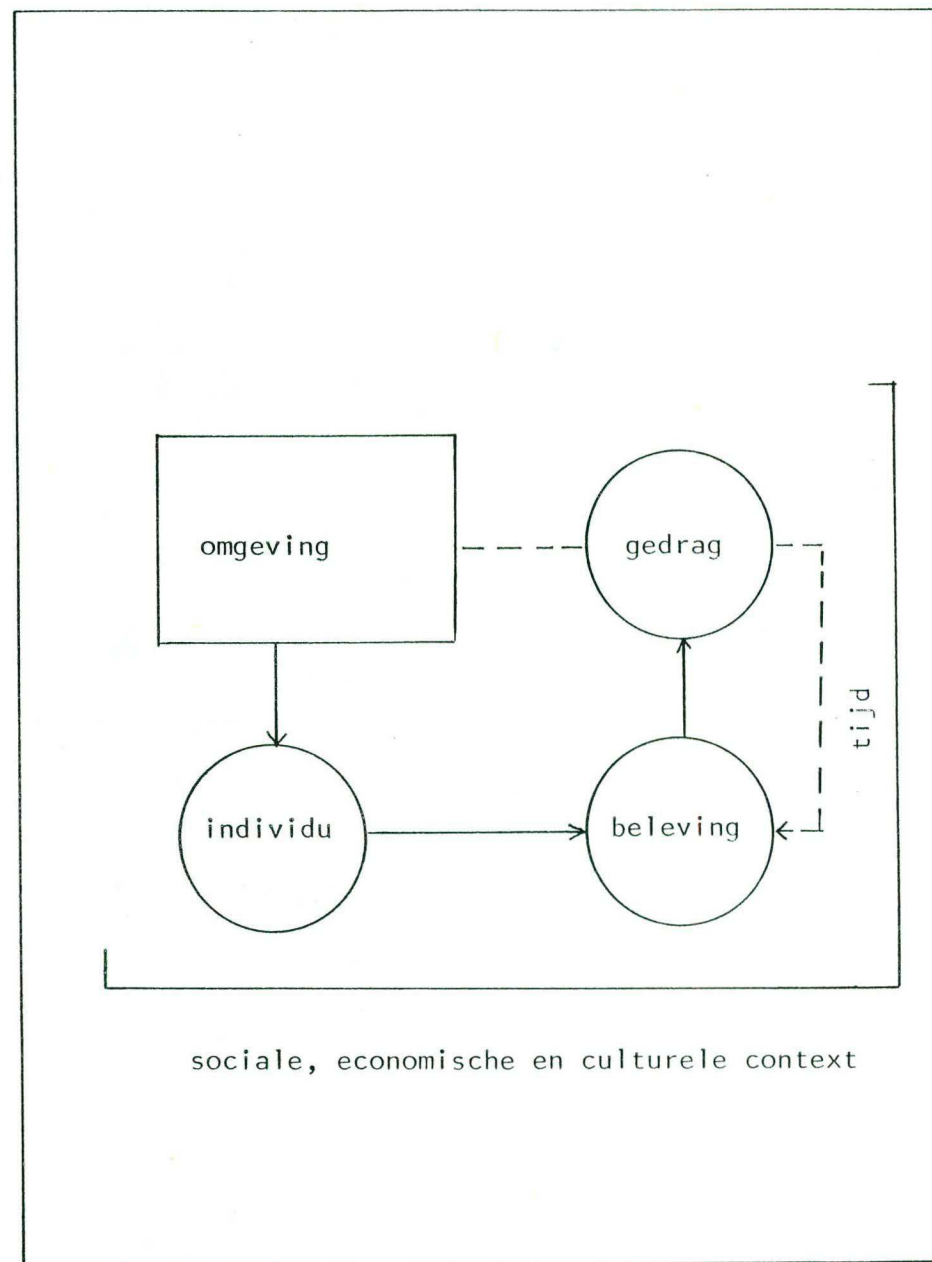 omgeving
gedrag
tijd
individu
beleving
sociale, economische en culturele context